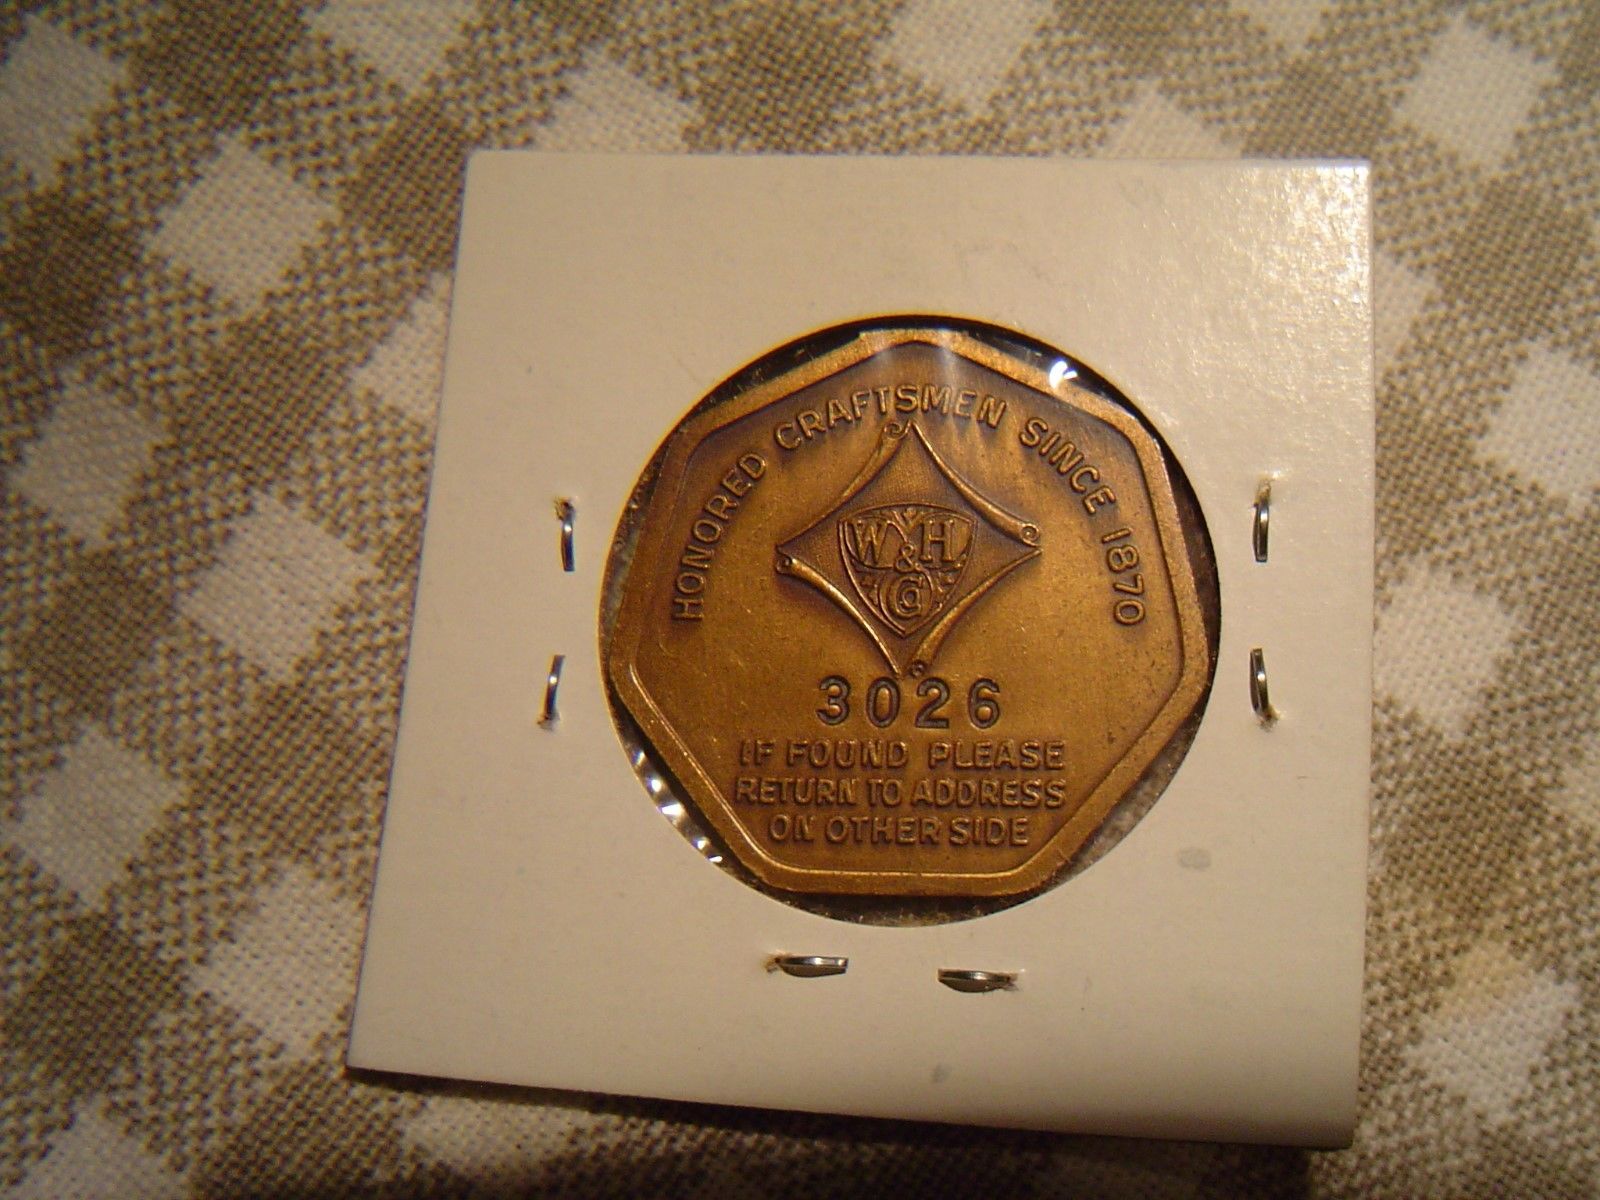 HONORED CRAFTSMEN SINCE 1870
W & H
Co
3026
IF FOUND PLEASE
RETURN TO ADDRESS
ON OTHER SIDE